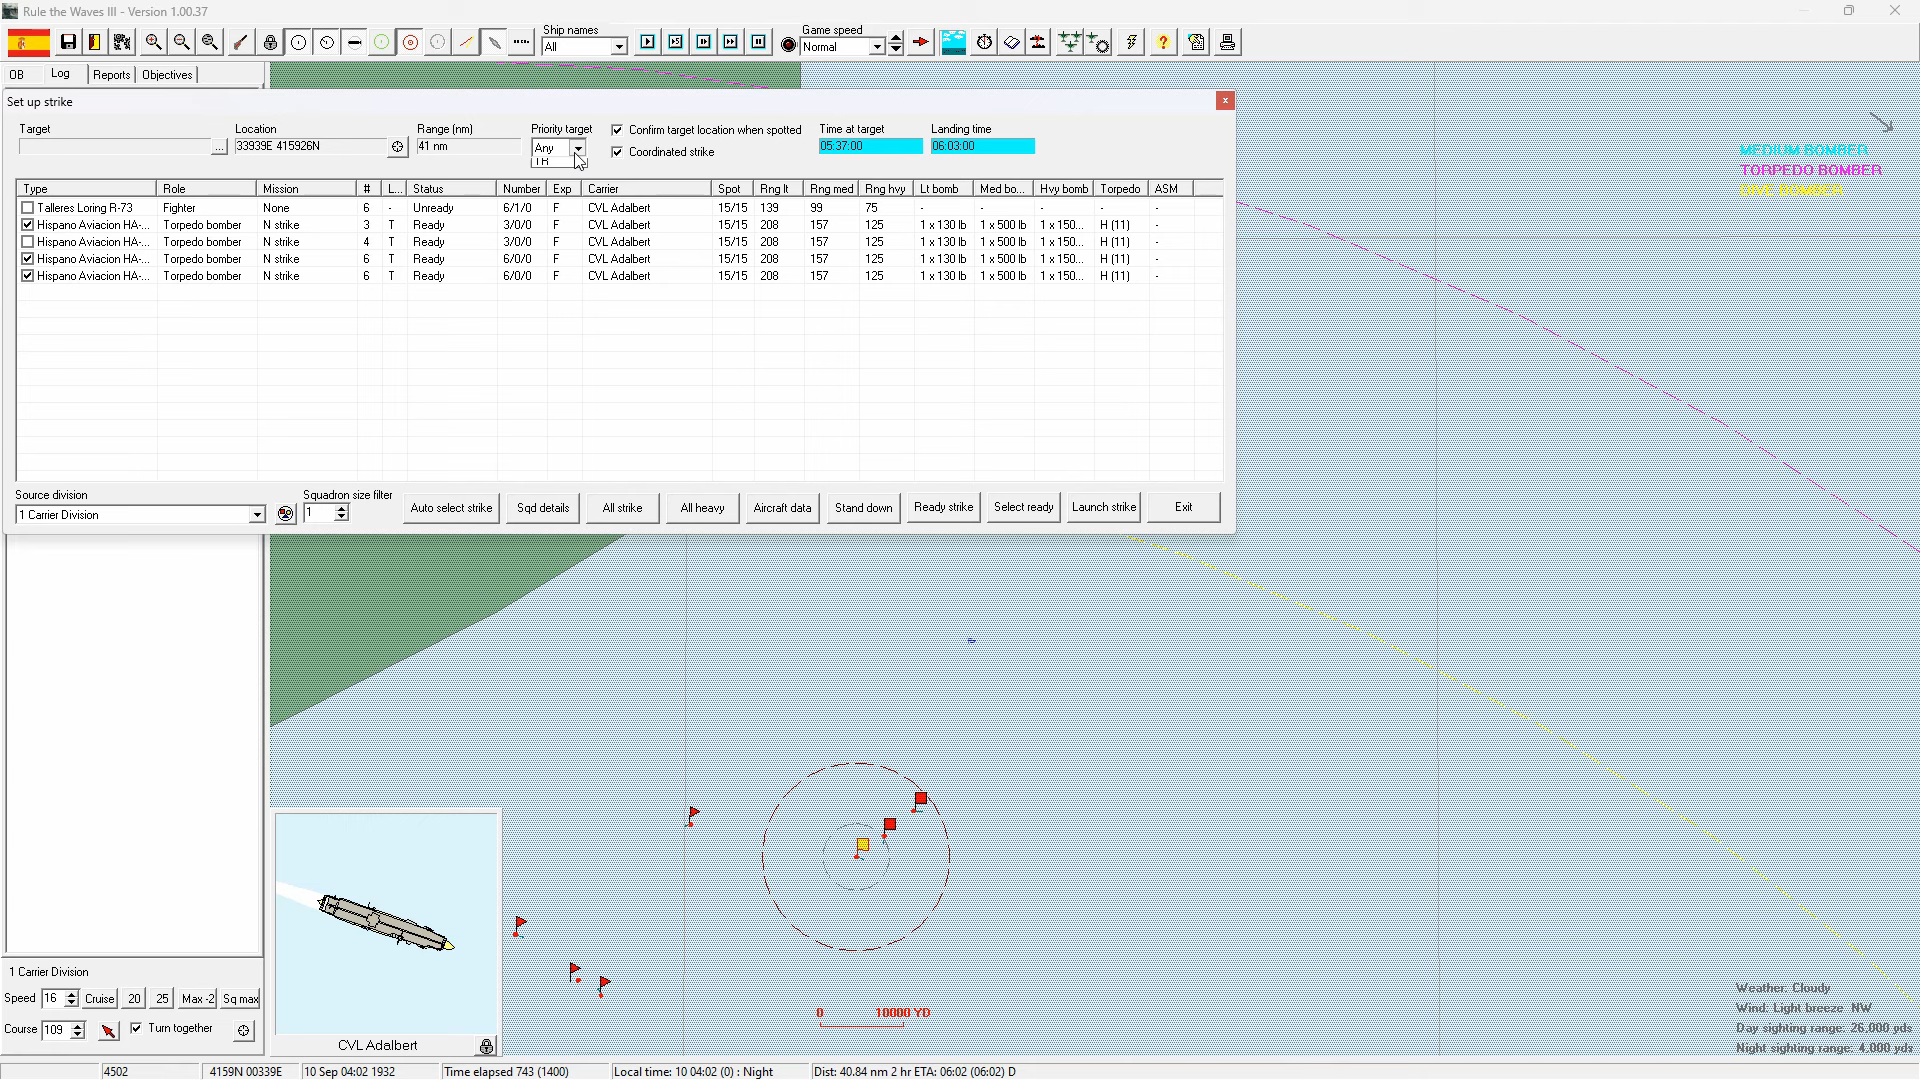 Rule the Waves III - Version 1.00.37
Ship names
All
Game speed
Normal
OB
Log
Reports
Objectives
Set up strike
Target
Location
Range (nm)
Priority target
Confirm target location when spotted
Time at target
Landing time
...
33939E 415926N
41 nm
Any
Coordinated strike
05:37:00
06:03:00
Type Role Mission # L... Status Number Exp Carrier Spot Rng lt Rng med Rng hvy Lt bomb Med bo... Hvy bomb Torpedo ASM
Talleres Loring R-73 Fighter None 6 - Unready 6/1/0 F CVL Adalbert 15/15 139 99 75 - - - - -
Hispano Aviacion HA-... Torpedo bomber N strike 3 T Ready 3/0/0 F CVL Adalbert 15/15 208 157 125 1 x 130 lb 1 x 500 lb 1 x 150... H (11) -
Hispano Aviacion HA-... Torpedo bomber N strike 4 T Ready 3/0/0 F CVL Adalbert 15/15 208 157 125 1 x 130 lb 1 x 500 lb 1 x 150... H (11) -
Hispano Aviacion HA-... Torpedo bomber N strike 6 T Ready 6/0/0 F CVL Adalbert 15/15 208 157 125 1 x 130 lb 1 x 500 lb 1 x 150... H (11) -
Hispano Aviacion HA-... Torpedo bomber N strike 6 T Ready 6/0/0 F CVL Adalbert 15/15 208 157 125 1 x 130 lb 1 x 500 lb 1 x 150... H (11) -
Source division
1 Carrier Division
Squadron size filter
1
Auto select strike
Sqd details
All strike
All heavy
Aircraft data
Stand down
Ready strike
Select ready
Launch strike
Exit
MEDIUM BOMBER
TORPEDO BOMBER
DIVE BOMBER
0 10000 YD
Weather: Cloudy
Wind: Light breeze NW
Day sighting range: 26,000 yds
Night sighting range: 4,000 yds
1 Carrier Division
Speed 16 Cruise 20 25 Max -2 Sq max
Course 109 Turn together
CVL Adalbert
4502
4159N 00339E
10 Sep 04:02 1932
Time elapsed 743 (1400)
Local time: 10 04:02 (0) : Night
Dist: 40.84 nm 2 hr ETA: 06:02 (06:02) D